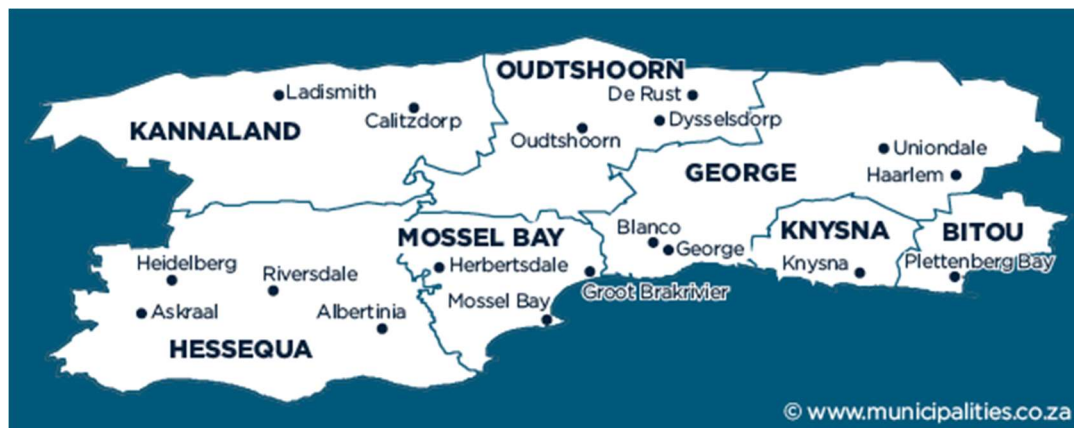 OUDTSHOORN
De Rust
Ladismith
Calitzdorp
Dysselsdorp
KANNALAND
Oudtshoorn
Uniondale
GEORGE
Haarlem
Blanco
George
KNYSNA
BITOU
MOSSEL BAY
Heidelberg
Riversdale
Herbertsdale
Knysna
Plettenberg Bay
Groot Brakrivier
Mossel Bay
Askraal
Albertinia
HESSEQUA
© www.municipalities.co.za